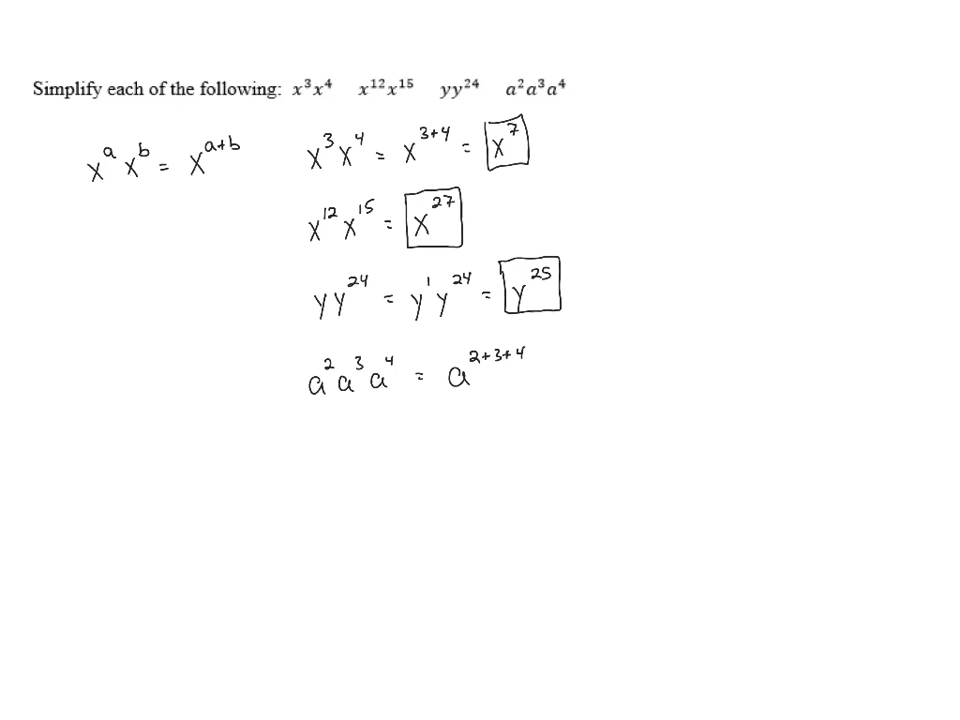 Simplify each of the following: x³x⁴ x¹²x¹⁵ yy²⁴ a²a³a⁴
xᵃxᵇ = xᵃ⁺ᵇ x³x⁴ = x³⁺⁴ = x⁷
x¹²x¹⁵ = x²⁷
yy²⁴ = y¹y²⁴ = y²⁵
a²a³a⁴ = a²⁺³⁺⁴